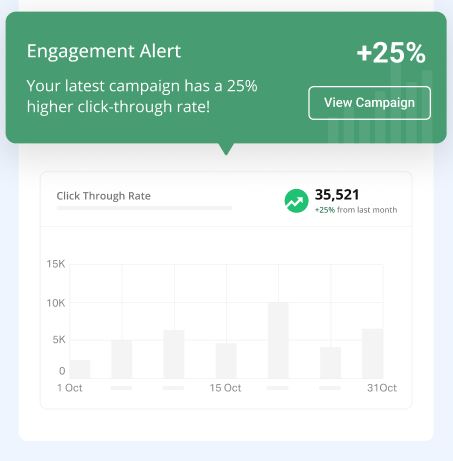 Engagement Alert
+25%
Your latest campaign has a 25%
higher click-through rate!
View Campaign
Click Through Rate
35,521
+25% from last month
15K
10K
5K
0
1 Oct
15 Oct
31Oct